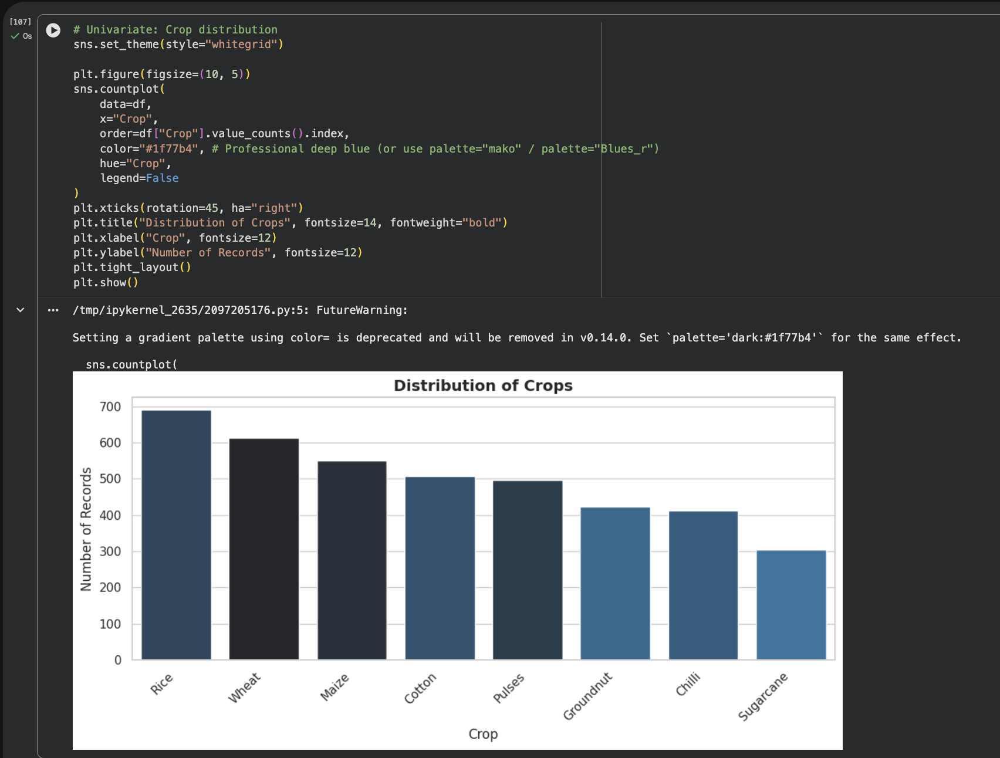 [107]
0s
# Univariate: Crop distribution
sns.set_theme(style="whitegrid")
plt.figure(figsize=(10, 5))
sns.countplot(
    data=df,
    x="Crop",
    order=df["Crop"].value_counts().index,
    color="#1f77b4", # Professional deep blue (or use palette="mako" / palette="Blues_r")
    hue="Crop",
    legend=False
)
plt.xticks(rotation=45, ha="right")
plt.title("Distribution of Crops", fontsize=14, fontweight="bold")
plt.xlabel("Crop", fontsize=12)
plt.ylabel("Number of Records", fontsize=12)
plt.tight_layout()
plt.show()
/tmp/ipykernel_2635/2097205176.py:5: FutureWarning:
Setting a gradient palette using color= is deprecated and will be removed in v0.14.0. Set `palette='dark:#1f77b4'` for the same effect.
  sns.countplot(
Distribution of Crops
Number of Records
700
600
500
400
300
200
100
0
Rice
Wheat
Maize
Cotton
Pulses
Groundnut
Chilli
Sugarcane
Crop